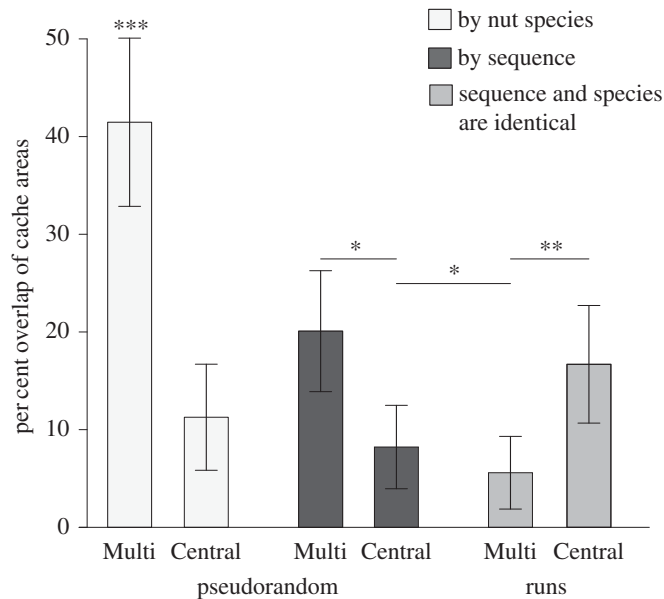 per cent overlap of cache areas
50
40
30
20
10
0
***
*
*
**
by nut species
by sequence
sequence and species
are identical
Multi Central Multi Central Multi Central
pseudorandom runs